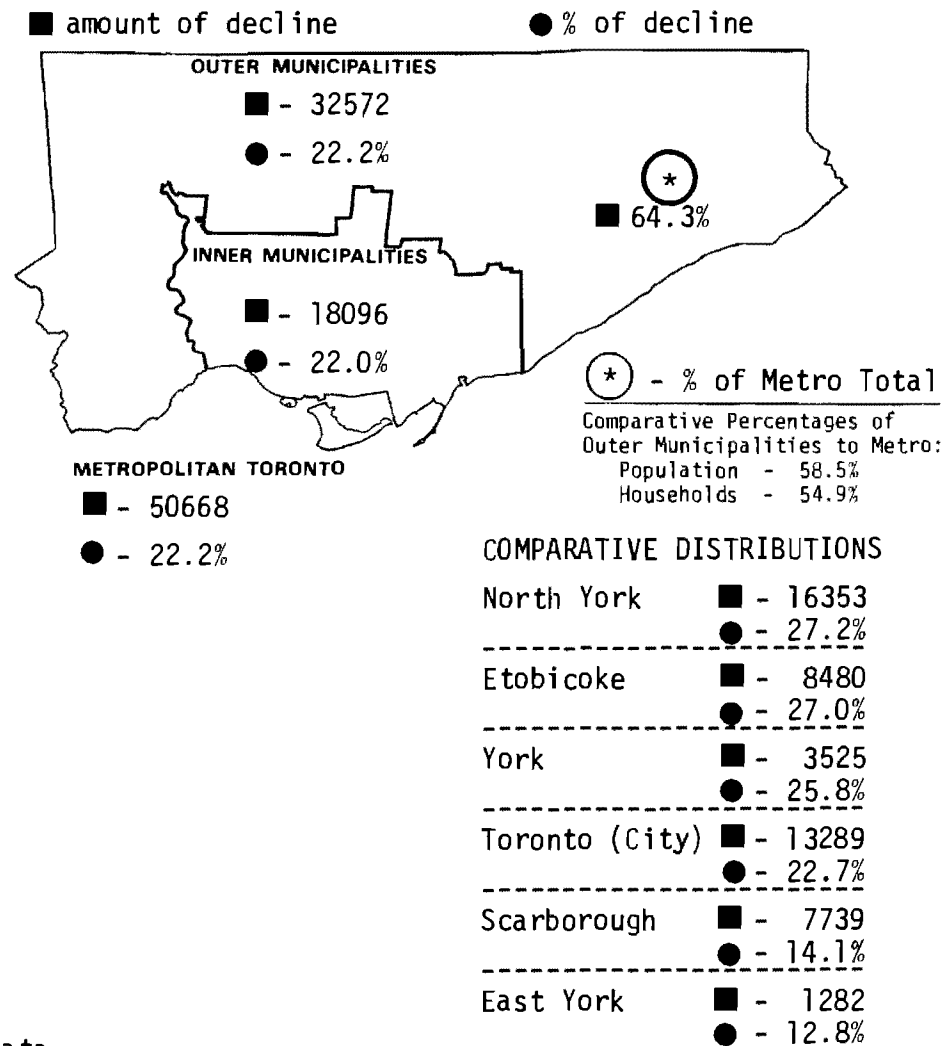 ■ amount of decline ● % of decline
OUTER MUNICIPALITIES
■ - 32572
● - 22.2%
*
■ 64.3%
INNER MUNICIPALITIES
■ - 18096
● - 22.0%
* - % of Metro Total
Comparative Percentages of
Outer Municipalities to Metro:
Population - 58.5%
Households - 54.9%
METROPOLITAN TORONTO
■ - 50668
● - 22.2%
COMPARATIVE DISTRIBUTIONS
North York ■ - 16353
● - 27.2%
Etobicoke ■ - 8480
● - 27.0%
York ■ - 3525
● - 25.8%
Toronto (City) ■ - 13289
● - 22.7%
Scarborough ■ - 7739
● - 14.1%
East York ■ - 1282
● - 12.8%